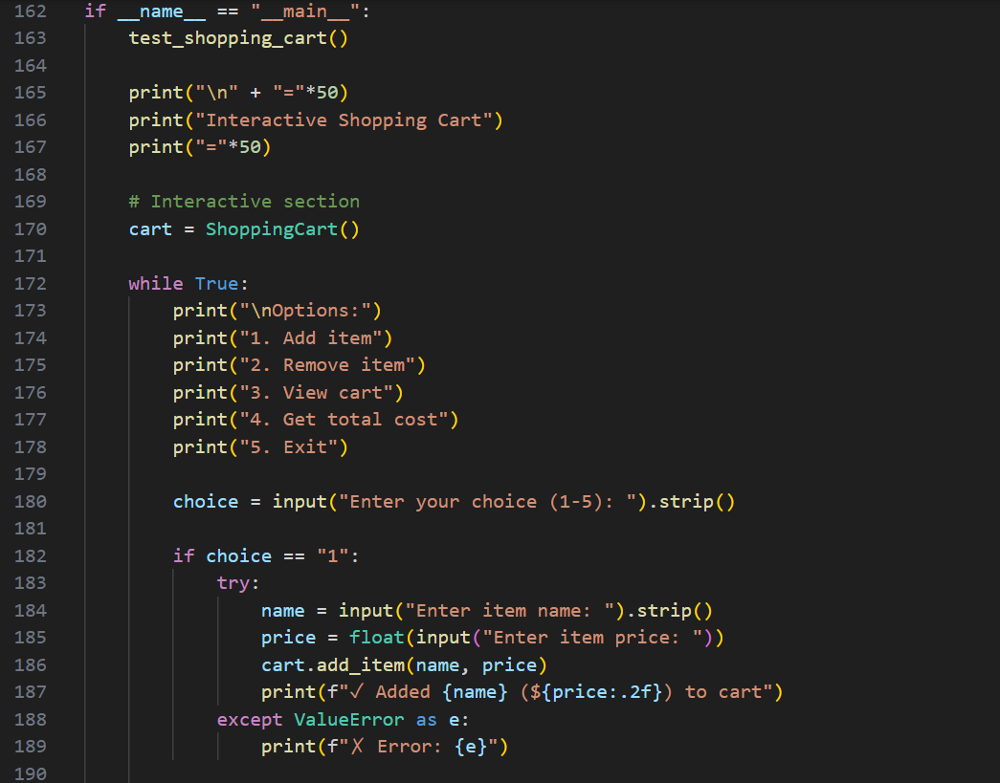 162 if __name__ == "__main__":
163     test_shopping_cart()
164
165     print("\n" + "="*50)
166     print("Interactive Shopping Cart")
167     print("="*50)
168
169     # Interactive section
170     cart = ShoppingCart()
171
172     while True:
173         print("\nOptions:")
174         print("1. Add item")
175         print("2. Remove item")
176         print("3. View cart")
177         print("4. Get total cost")
178         print("5. Exit")
179
180         choice = input("Enter your choice (1-5): ").strip()
181
182         if choice == "1":
183             try:
184                 name = input("Enter item name: ").strip()
185                 price = float(input("Enter item price: "))
186                 cart.add_item(name, price)
187                 print(f"✓ Added {name} (${price:.2f}) to cart")
188             except ValueError as e:
189                 print(f"✗ Error: {e}")
190